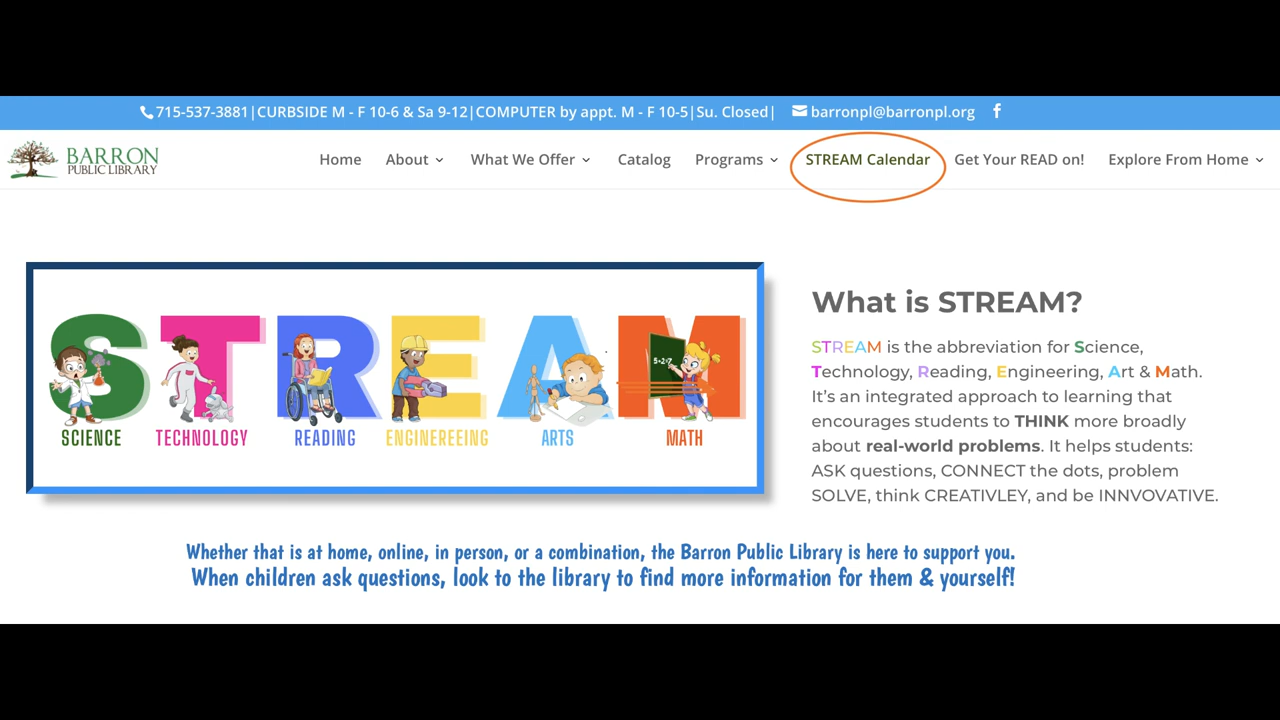 715-537-3881|CURBSIDE M - F 10-6 & Sa 9-12|COMPUTER by appt. M - F 10-5|Su. Closed| barronpl@barronpl.org f
BARRON
PUBLIC LIBRARY
Home About What We Offer Catalog Programs STREAM Calendar Get Your READ on! Explore From Home
STREAM
5+2=7
SCIENCE TECHNOLOGY READING ENGINEREEING ARTS MATH
What is STREAM?
STREAM is the abbreviation for Science,
Technology, Reading, Engineering, Art & Math.
It's an integrated approach to learning that
encourages students to THINK more broadly
about real-world problems. It helps students:
ASK questions, CONNECT the dots, problem
SOLVE, think CREATIVLEY, and be INNVOVATIVE.
Whether that is at home, online, in person, or a combination, the Barron Public Library is here to support you.
When children ask questions, look to the library to find more information for them & yourself!